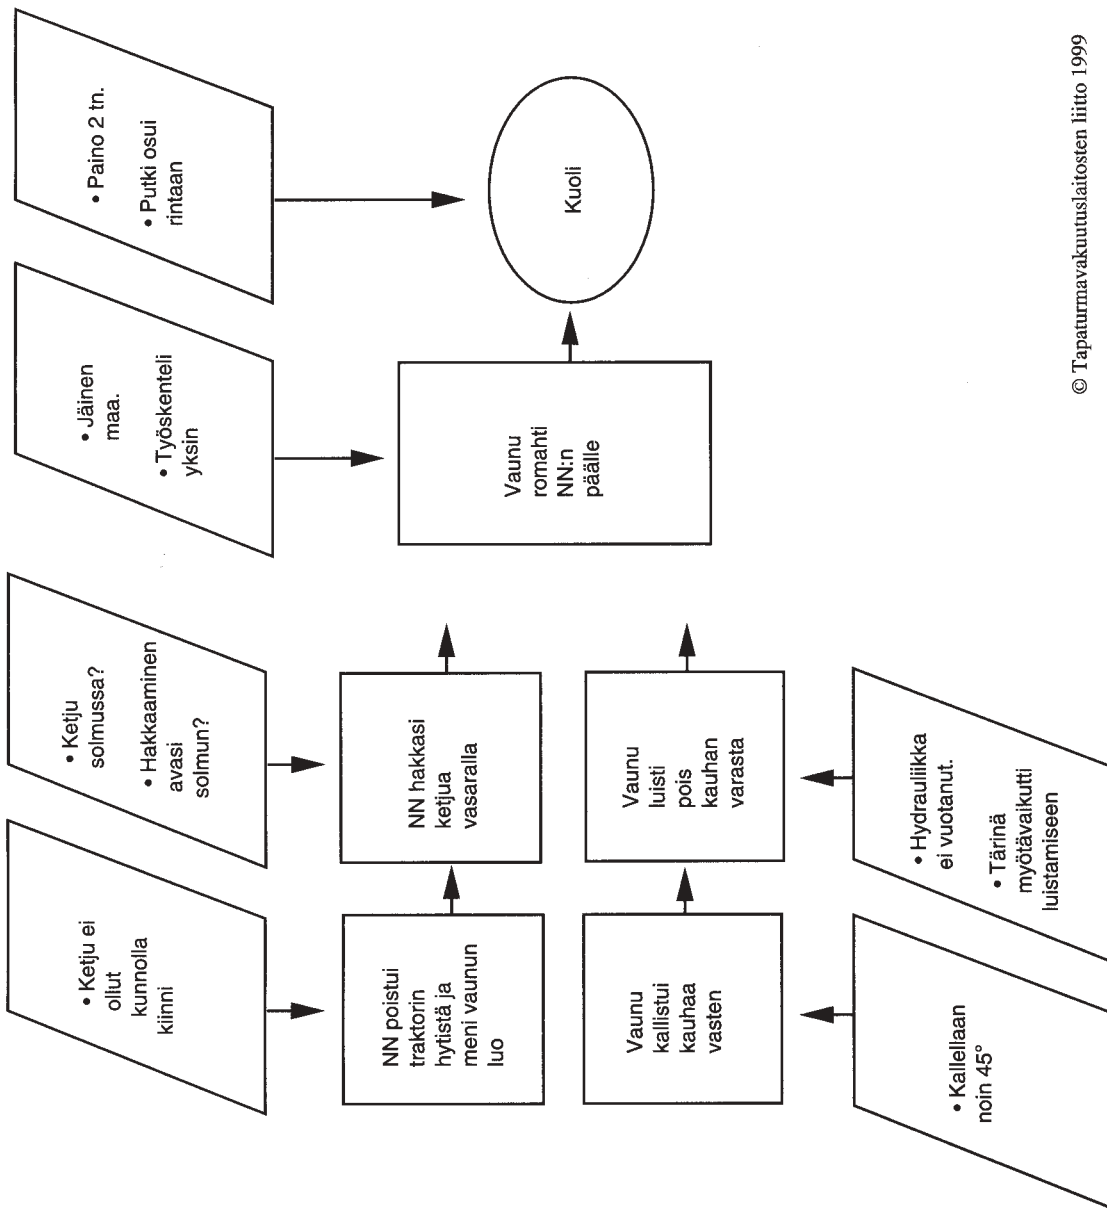 • Ketju ei
ollut
kunnolla
kiinni
• Ketju
solmussa?
• Hakkaaminen
avasi
solmun?
• Jäinen
maa.
• Työskenteli
yksin
• Paino 2 tn.
• Putki osui
rintaan
NN poistui
traktorin
hytistä ja
meni vaunun
luo
NN hakkasi
ketjua
vasaralla
Vaunu
romahti
NN:n
päälle
Kuoli
Vaunu
kallistui
kauhaa
vasten
Vaunu
luisti
pois
kauhan
varasta
• Kallellaan
noin 45°
• Hydrauliikka
ei vuotanut.
• Tärinä
myötävaikutti
luistamiseen
© Tapaturmavakuutuslaitosten liitto 1999